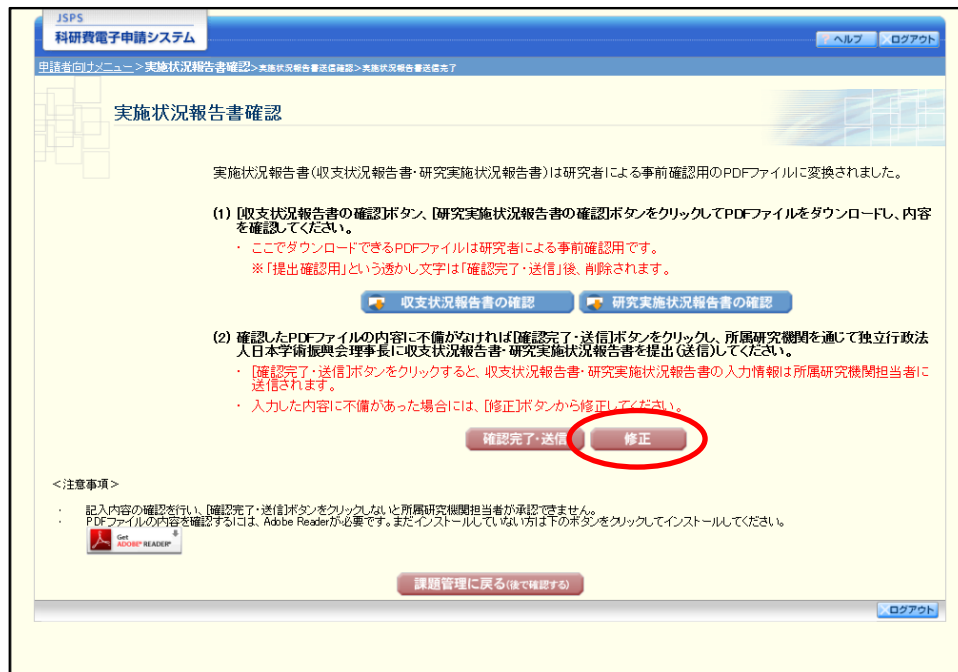 JSPS
科研費電子申請システム
ヘルプ
ログアウト
申請者向けメニュー>実施状況報告書確認>実施状況報告書送信確認>実施状況報告書送信完了
実施状況報告書確認
実施状況報告書(収支状況報告書・研究実施状況報告書)は研究者による事前確認用のPDFファイルに変換されました。
(1) [収支状況報告書の確認]ボタン、[研究実施状況報告書の確認]ボタンをクリックしてPDFファイルをダウンロードし、内容
を確認してください。
・ ここでダウンロードできるPDFファイルは研究者による事前確認用です。
※「提出確認用」という透かし文字は「確認完了・送信」後、削除されます。
収支状況報告書の確認
研究実施状況報告書の確認
(2) 確認したPDFファイルの内容に不備がなければ[確認完了・送信]ボタンをクリックし、所属研究機関を通じて独立行政法
人日本学術振興会理事長に収支状況報告書・研究実施状況報告書を提出(送信)してください。
・ [確認完了・送信]ボタンをクリックすると、収支状況報告書・研究実施状況報告書の入力情報は所属研究機関担当者に
送信されます。
・ 入力した内容に不備があった場合には、[修正]ボタンから修正してください。
確認完了・送信
修正
<注意事項>
・ 記入内容の確認を行い、[確認完了・送信]ボタンをクリックしないと所属研究機関担当者が承認できません。
・ PDFファイルの内容を確認するには、Adobe Readerが必要です。まだインストールしていない方は下のボタンをクリックしてインストールしてください。
Get
ADOBE® READER®
課題管理に戻る(後で確認する)
ログアウト